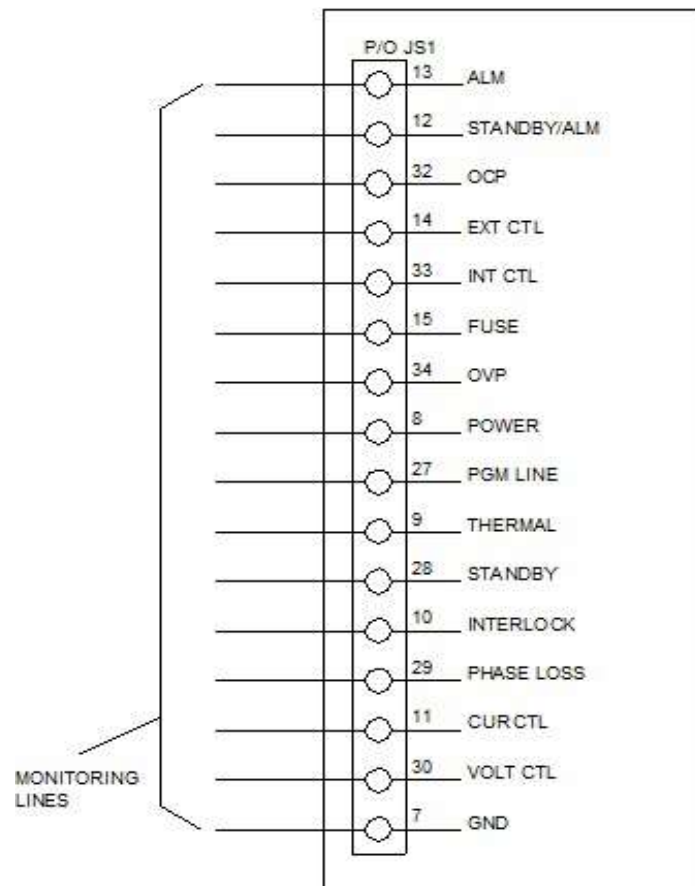 P/O JS1
13 ALM
12 STANDBY/ALM
32 OCP
14 EXT CTL
33 INT CTL
15 FUSE
34 OVP
8 POWER
27 PGM LINE
9 THERMAL
28 STANDBY
10 INTERLOCK
29 PHASE LOSS
11 CUR CTL
30 VOLT CTL
7 GND
MONITORING
LINES